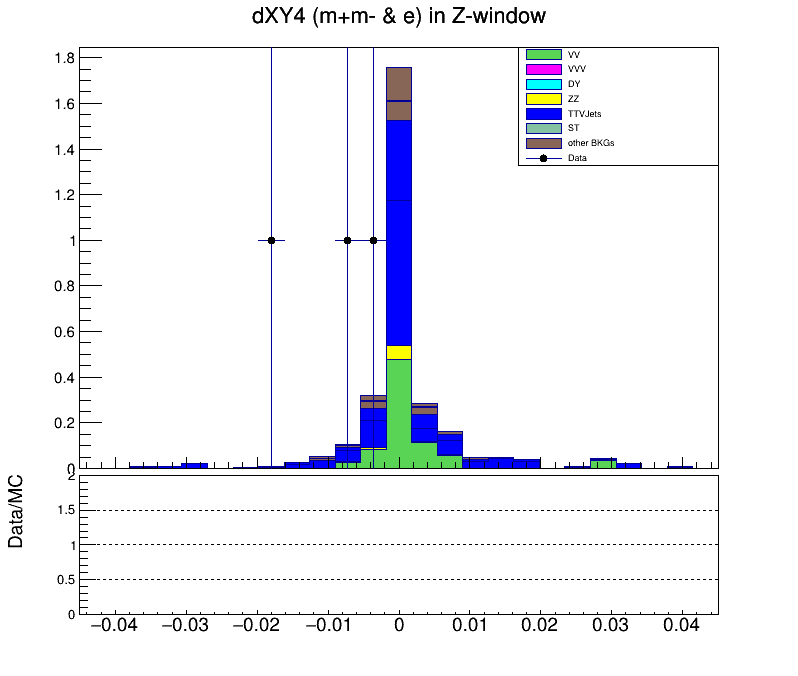 dXY4 (m+m- & e) in Z-window
VV
VVV
DY
ZZ
TTVJets
ST
other BKGs
Data
1.8
1.6
1.4
1.2
1
0.8
0.6
0.4
0.2
0
Data/MC
2
1.5
1
0.5
0
−0.04 −0.03 −0.02 −0.01 0 0.01 0.02 0.03 0.04